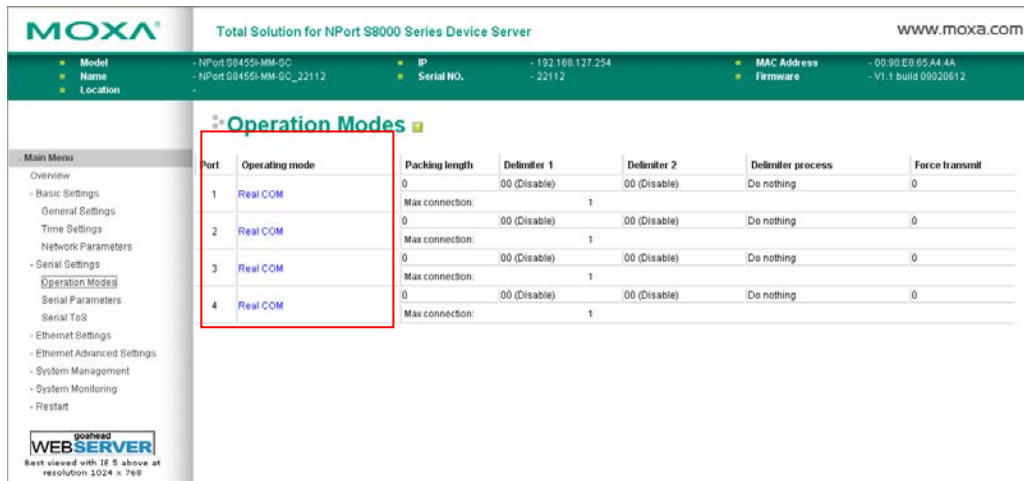 MOXA®
Total Solution for NPort S8000 Series Device Server
www.moxa.com
Model - NPort S8455I-MM-SC IP - 192.168.127.254 MAC Address - 00:90:E8:65:A4:4A
Name - NPort S8455I-MM-SC_22112 Serial NO. - 22112 Firmware - V1.1 build 09020612
Location -
Operation Modes
- Main Menu
Overview
- Basic Settings
General Settings
Time Settings
Network Parameters
- Serial Settings
Operation Modes
Serial Parameters
Serial ToS
- Ethernet Settings
- Ethernet Advanced Settings
- System Management
- System Monitoring
- Restart
goahead
WEBSERVER
Best viewed with IE 5 above at
resolution 1024 x 768
Port Operating mode Packing length Delimiter 1 Delimiter 2 Delimiter process Force transmit
1 Real COM 0 00 (Disable) 00 (Disable) Do nothing 0
Max connection: 1
2 Real COM 0 00 (Disable) 00 (Disable) Do nothing 0
Max connection: 1
3 Real COM 0 00 (Disable) 00 (Disable) Do nothing 0
Max connection: 1
4 Real COM 0 00 (Disable) 00 (Disable) Do nothing 0
Max connection: 1